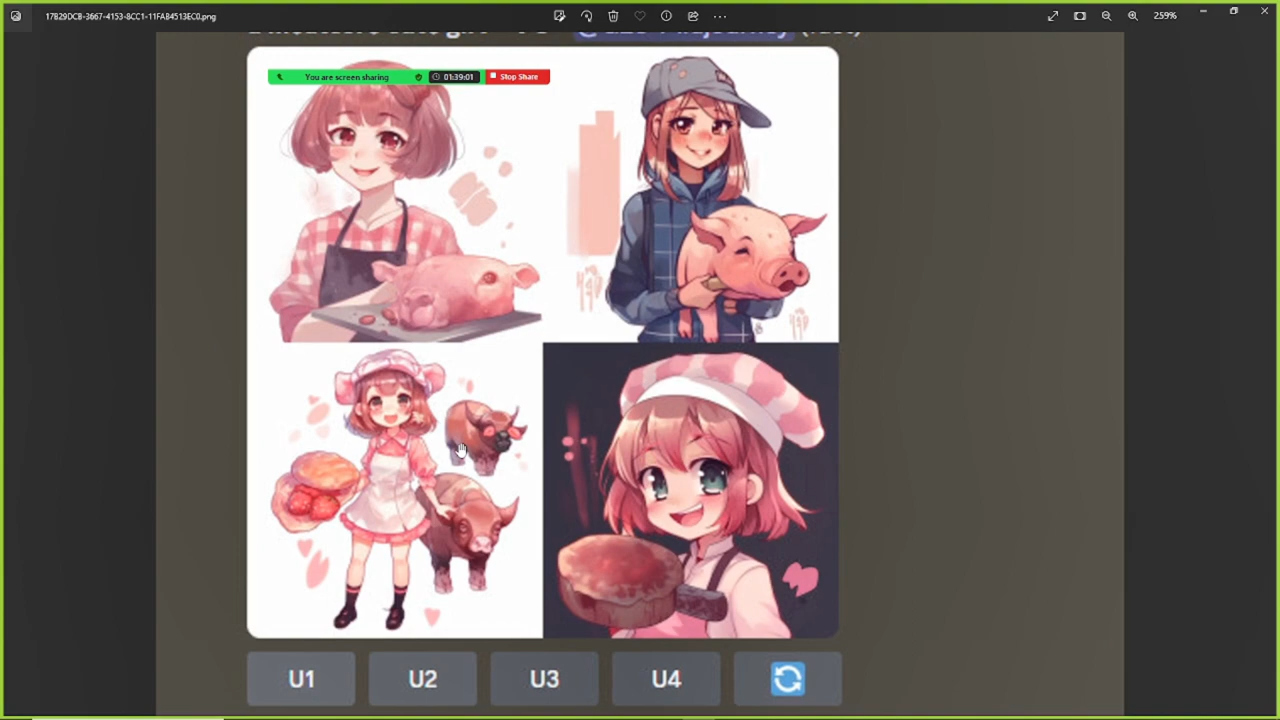 17B29DCB-3667-4153-8CC1-11FAB4513EC0.png
259%
You are screen sharing
01:39:01
Stop Share
U1
U2
U3
U4